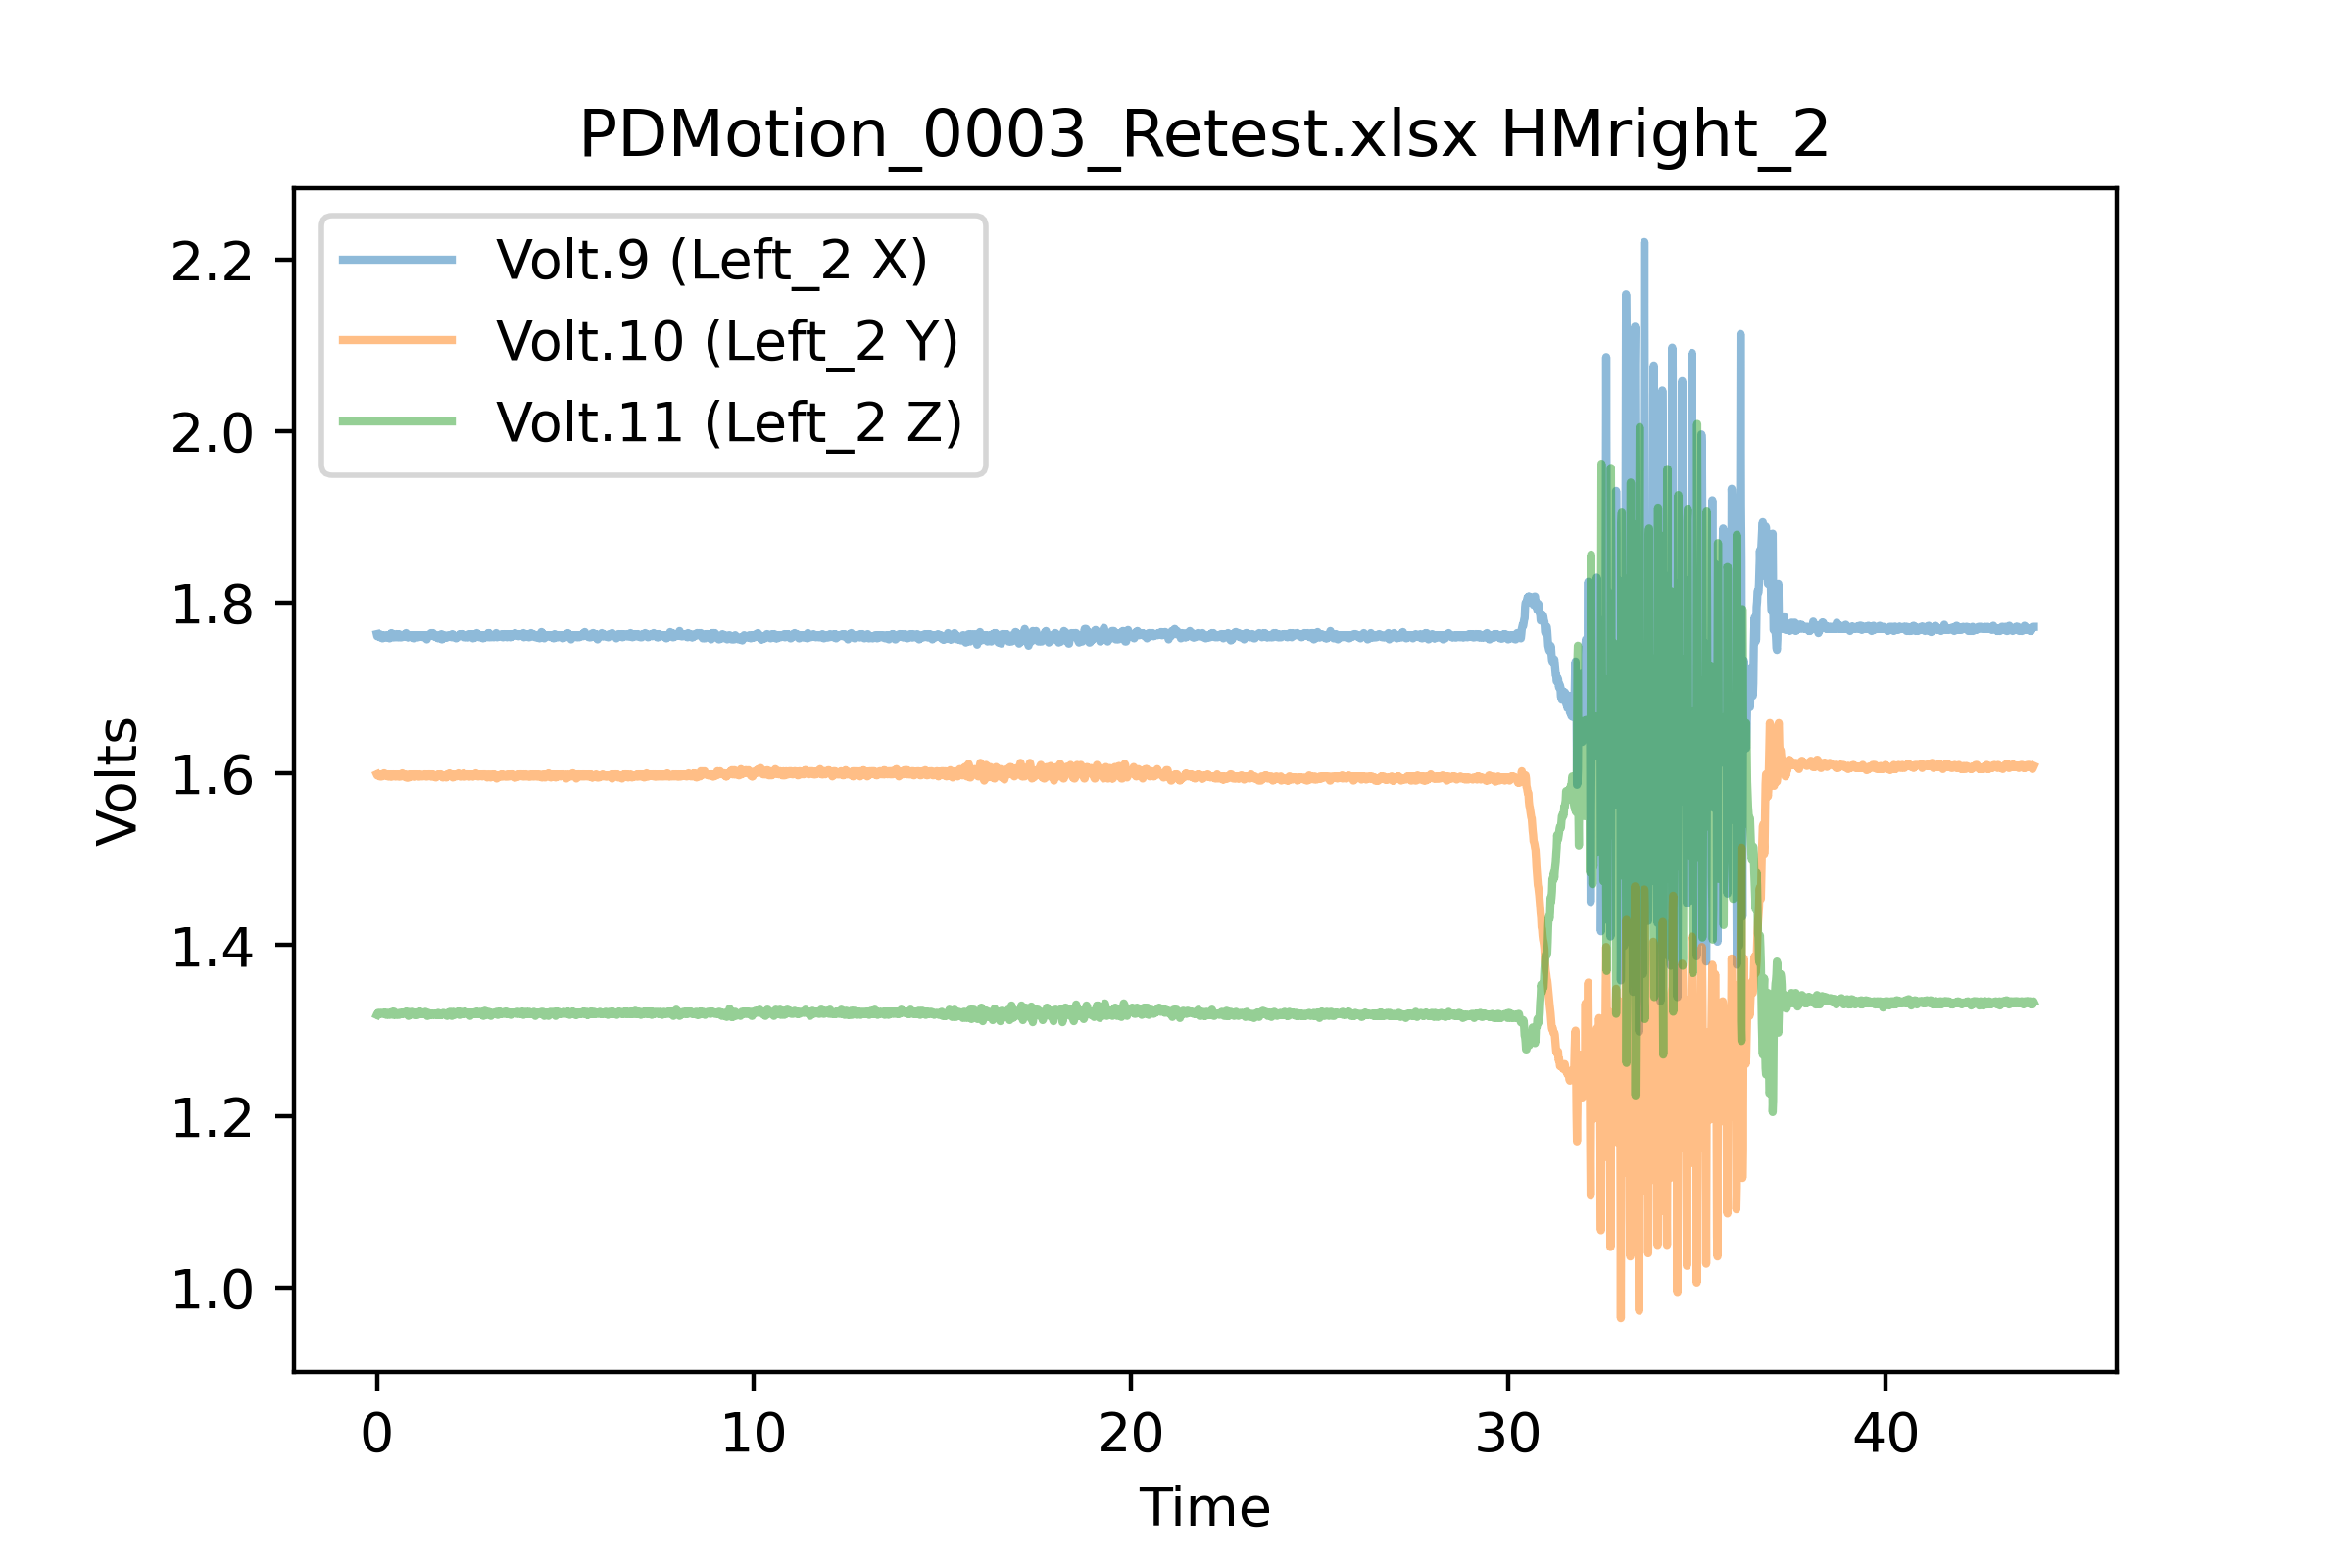 PDMotion_0003_Retest.xlsx HMright_2
Volt.9 (Left_2 X)
Volt.10 (Left_2 Y)
Volt.11 (Left_2 Z)
2.2
2.0
1.8
1.6
1.4
1.2
1.0
Volts
0 10 20 30 40
Time